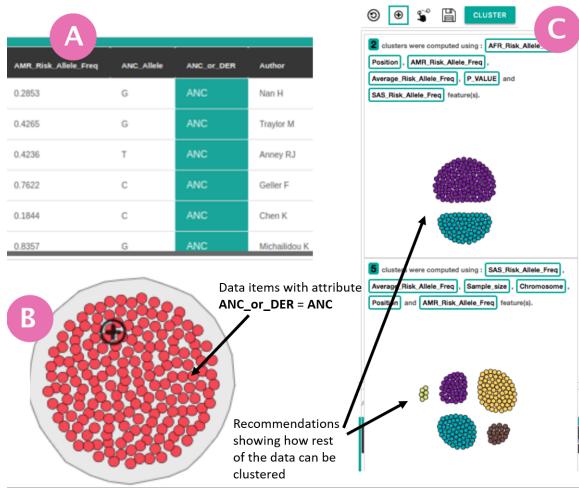 A
AMR_Risk_Allele_Freq ANC_Allele ANC_or_DER Author
0.2853 G ANC Nan H
0.4265 G ANC Traylor M
0.4236 T ANC Anney RJ
0.7622 C ANC Geller F
0.1844 C ANC Chen K
0.8357 G ANC Michailidou K
B
Data items with attribute
ANC_or_DER = ANC
Recommendations
showing how rest
of the data can be
clustered
CLUSTER
C
2 clusters were computed using : AFR_Risk_Allele_
Position , AMR_Risk_Allele_Freq ,
Average_Risk_Allele_Freq , P_VALUE and
SAS_Risk_Allele_Freq feature(s).
5 clusters were computed using : SAS_Risk_Allele_Freq ,
Average_Risk_Allele_Freq , Sample_size , Chromosome ,
Position and AMR_Risk_Allele_Freq feature(s).